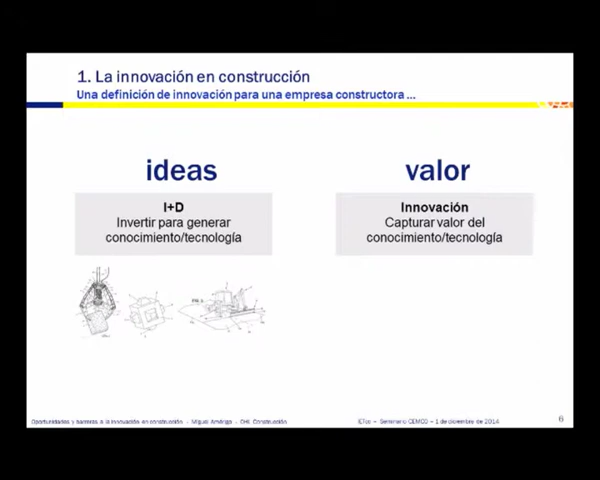 1. La innovación en construcción
Una definición de innovación para una empresa constructora ...
ideas
I+D
Invertir para generar
conocimiento/tecnología
valor
Innovación
Capturar valor del
conocimiento/tecnología
Oportunidades y barreras a la innovación en construcción - Miguel Amérigo - OHL Construcción
IETcc – Seminario CEMCO – 1 de diciembre de 2014
6